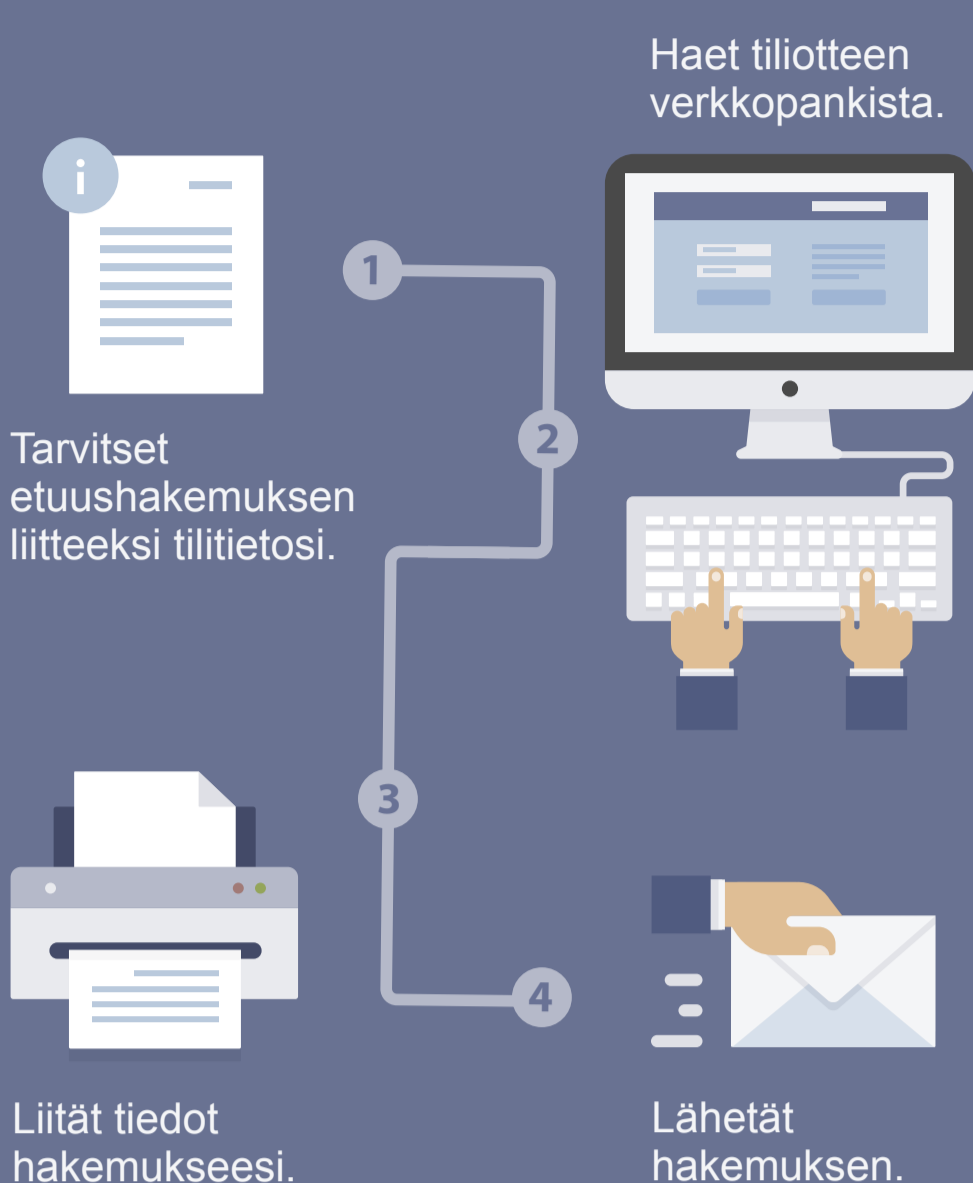 i
1
Tarvitset
etuushakemuksen
liitteeksi tilitietosi.
Haet tiliotteen
verkkopankista.
2
3
Liität tiedot
hakemukseesi.
4
Lähetät
hakemuksen.